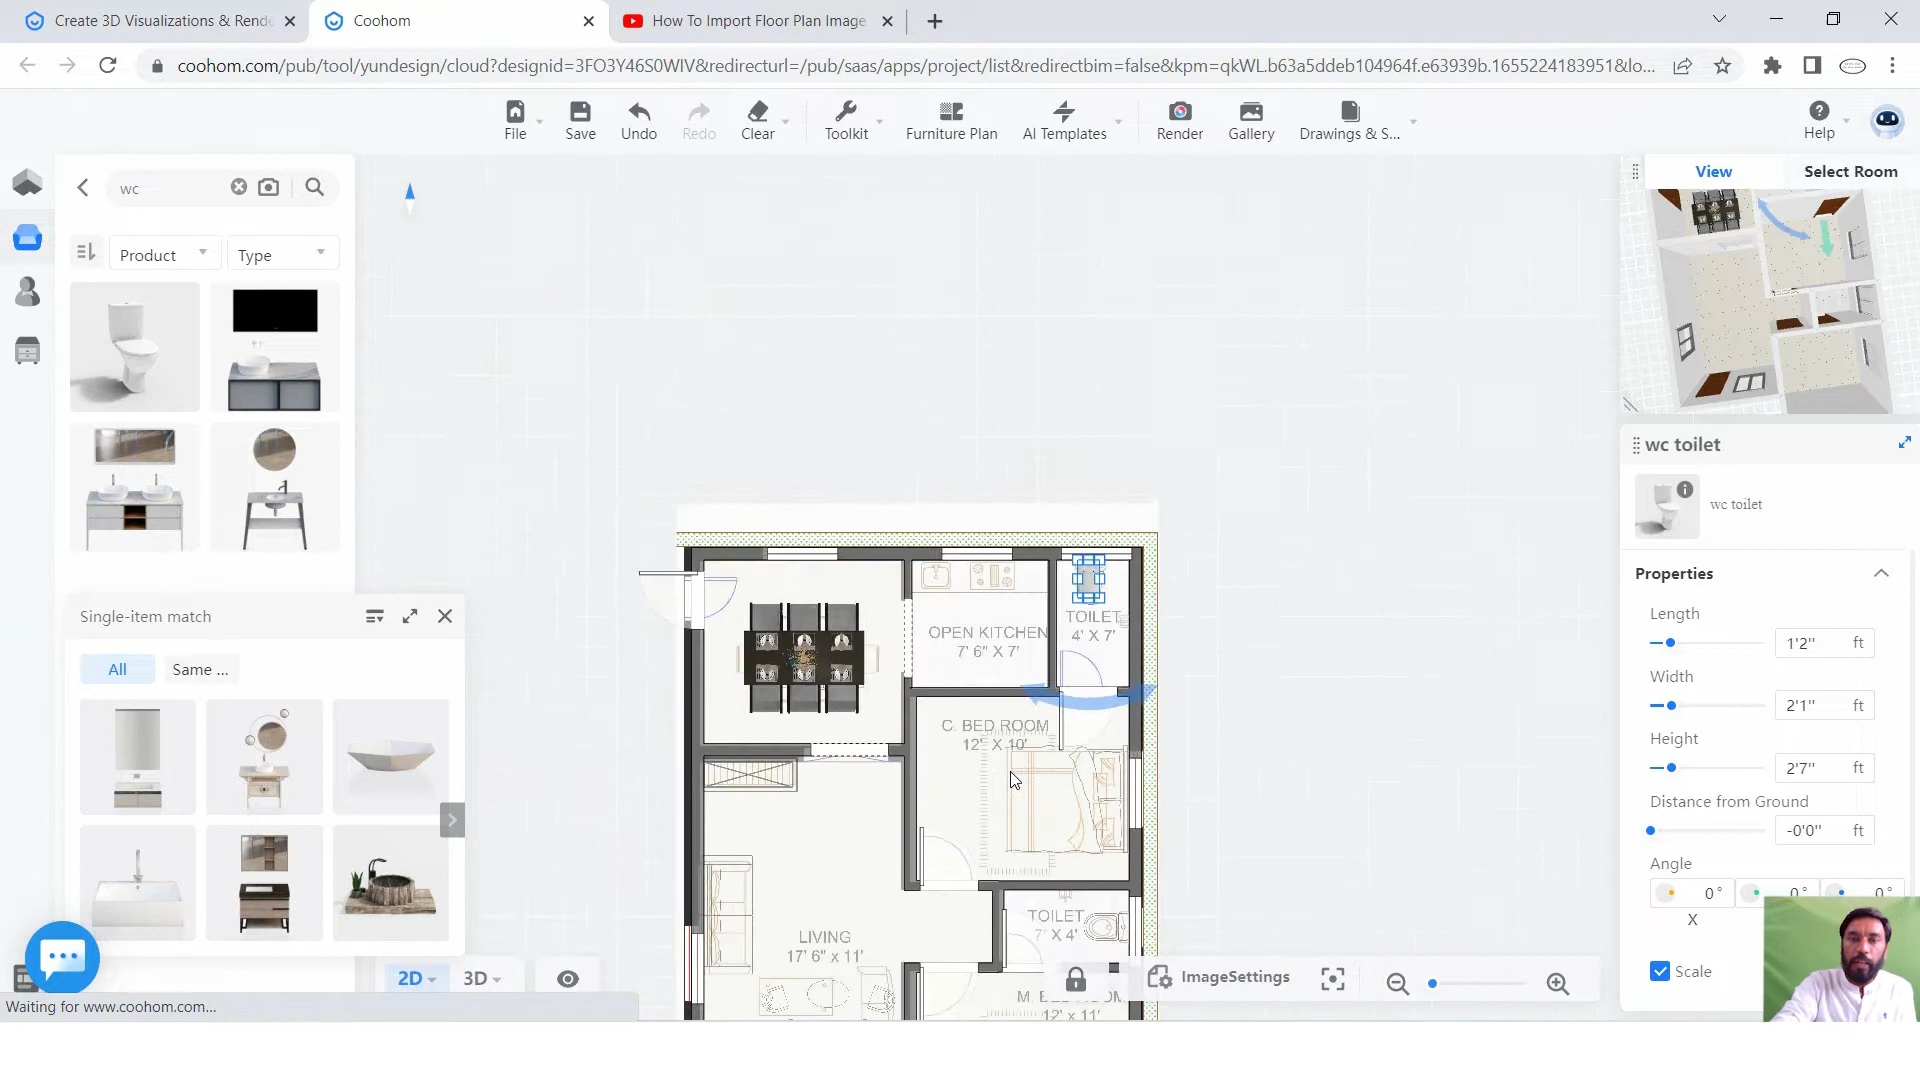 Create 3D Visualizations & Rende
Coohom
How To Import Floor Plan Image
coohom.com/pub/tool/yundesign/cloud?designid=3FO3Y46S0WIV&redirecturl=/pub/saas/apps/project/list&redirectbim=false&kpm=qkWL.b63a5ddeb104964f.e63939b.1655224183951&lo...
File
Save
Undo
Redo
Clear
Toolkit
Furniture Plan
AI Templates
Render
Gallery
Drawings & S...
Help
wc
Product
Type
View
Select Room
Single-item match
All
Same ...
wc toilet
wc toilet
Properties
Length
1'2'' ft
Width
2'1'' ft
Height
2'7'' ft
Distance from Ground
-0'0'' ft
Angle
0° 0° 0°
X
Scale
OPEN KITCHEN
7' 6" X 7'
TOILET
4' X 7'
C. BED ROOM
12' X 10'
LIVING
17' 6" x 11'
TOILET
7' X 4'
12' x 11'
2D
3D
ImageSettings
Waiting for www.coohom.com...